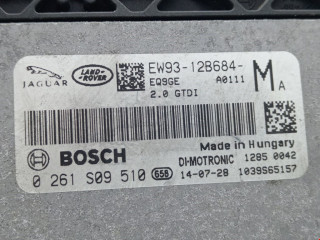 JAGUAR
LAND-ROVER
EW93-12B684-
EQ9GE A0111
2.0 GTDI
MA
Made in Hungary
BOSCH
DI-MOTRONIC 1285 0042
0 261 S09 510 G58 14-07-28 1039S65157